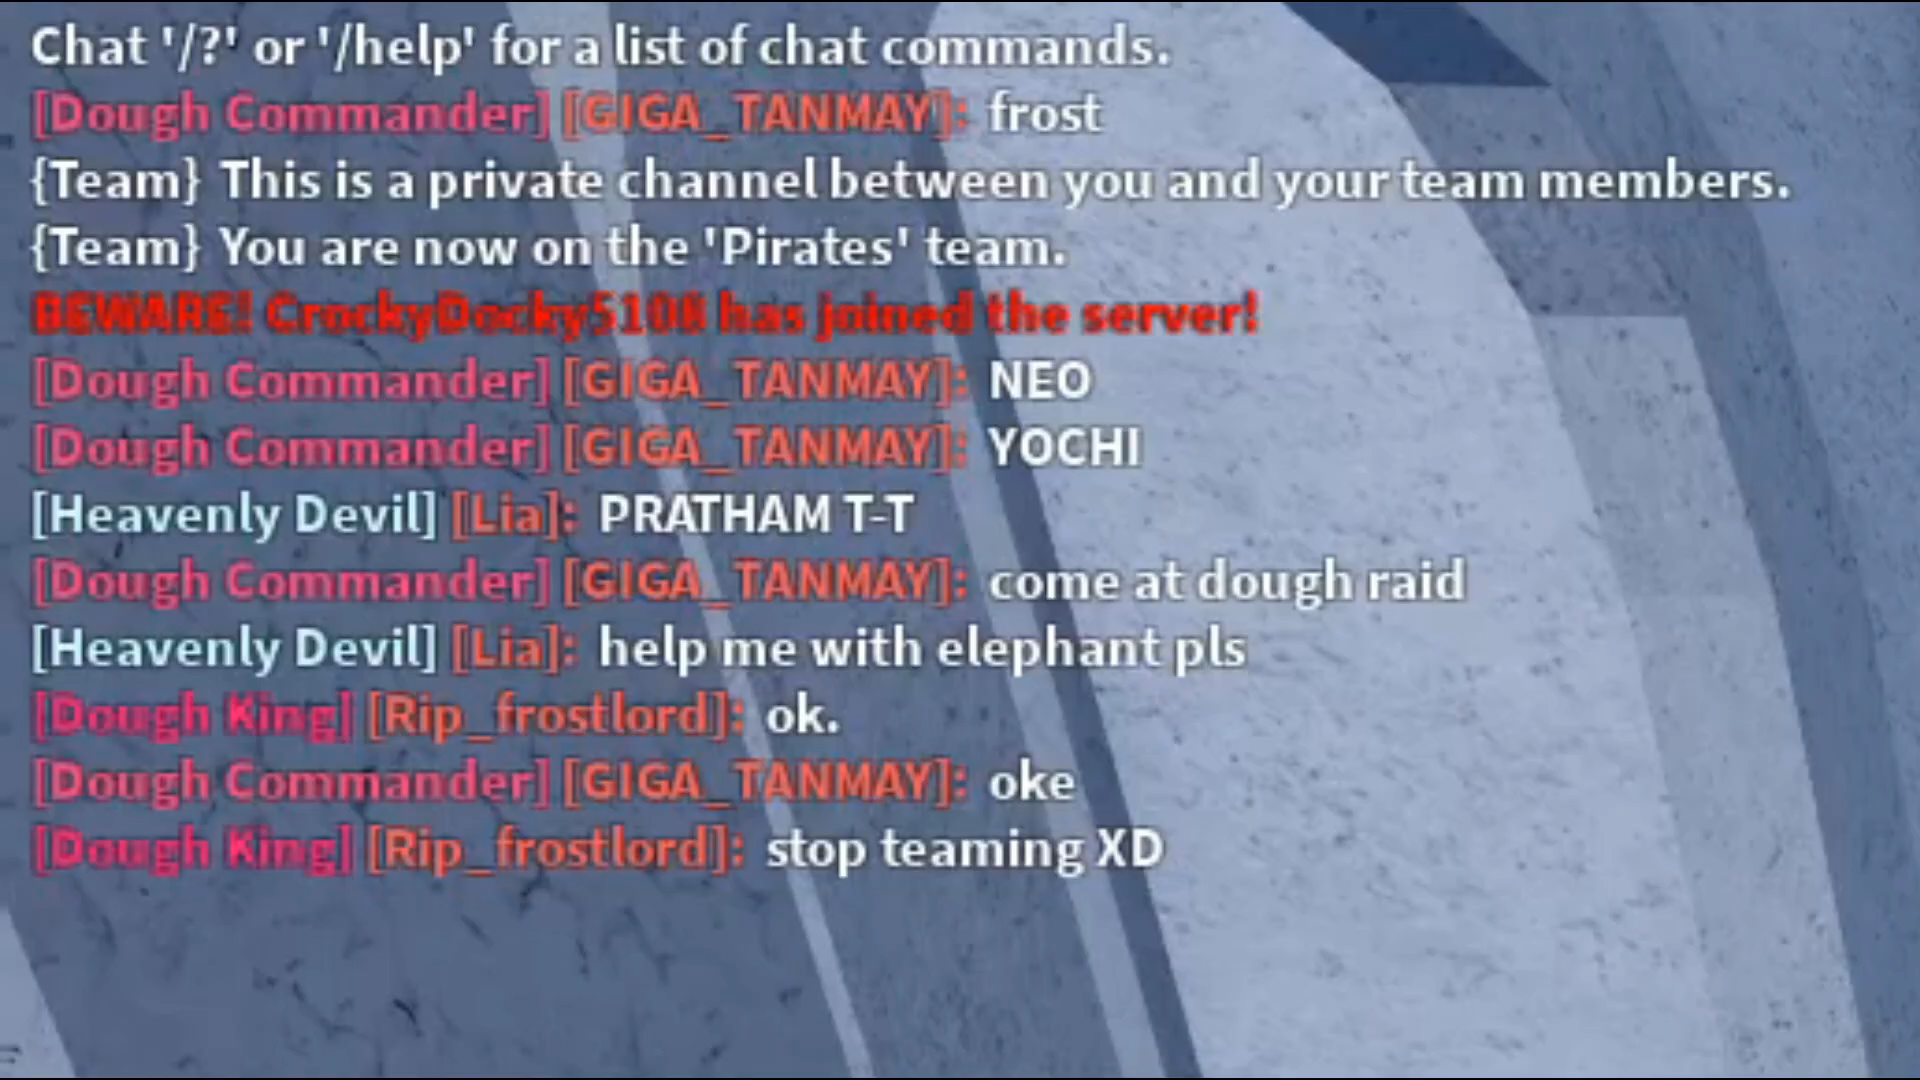 Chat '/?' or '/help' for a list of chat commands.
[Dough Commander] [GIGA_TANMAY]: frost
{Team} This is a private channel between you and your team members.
{Team} You are now on the 'Pirates' team.
BEWARE! CrockyDocky5108 has joined the server!
[Dough Commander] [GIGA_TANMAY]: NEO
[Dough Commander] [GIGA_TANMAY]: YOCHI
[Heavenly Devil] [Lia]: PRATHAM T-T
[Dough Commander] [GIGA_TANMAY]: come at dough raid
[Heavenly Devil] [Lia]: help me with elephant pls
[Dough King] [Rip_frostlord]: ok.
[Dough Commander] [GIGA_TANMAY]: oke
[Dough King] [Rip_frostlord]: stop teaming XD